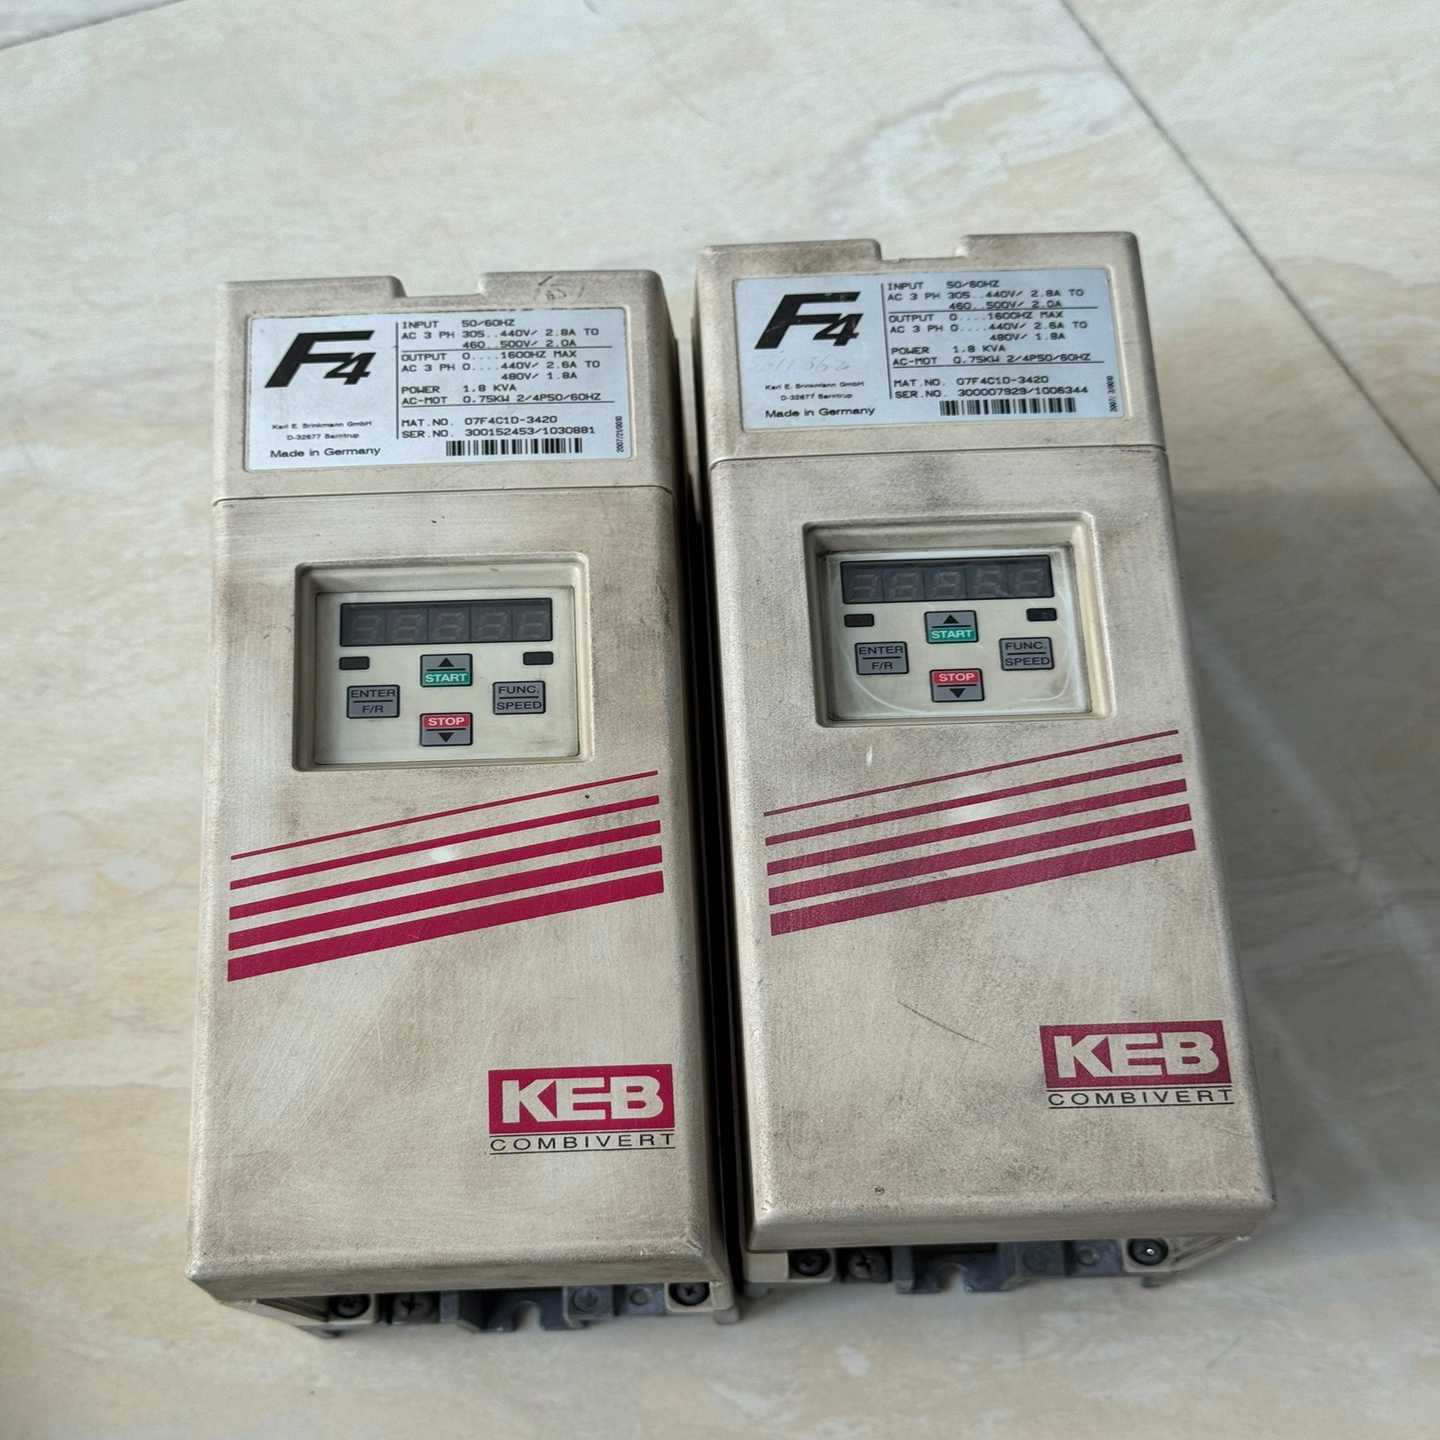 F4
Karl E. Brinkmann GmbH
D-32677 Barntrup
Made in Germany
INPUT 50/60HZ
AC 3 PH 305..440V/ 2.8A TO
460..500V/ 2.0A
OUTPUT 0....1600HZ MAX
AC 3 PH 0....440V/ 2.6A TO
480V/ 1.8A
POWER 1.8 KVA
AC-MOT 0.75KW 2/4P50/60HZ
MAT.NO. 07F4C1D-3420
SER.NO. 300152453/1030881
START
ENTER
F/R
FUNC.
SPEED
STOP
KEB
COMBIVERT
F4
Karl E. Brinkmann GmbH
D-32677 Barntrup
Made in Germany
INPUT 50/60HZ
AC 3 PH 305..440V/ 2.8A TO
460..500V/ 2.0A
OUTPUT 0....1600HZ MAX
AC 3 PH 0....440V/ 2.6A TO
480V/ 1.8A
POWER 1.8 KVA
AC-MOT 0.75KW 2/4P50/60HZ
MAT.NO. 07F4C1D-3420
SER.NO. 300007929/1006344
START
ENTER
F/R
FUNC.
SPEED
STOP
KEB
COMBIVERT